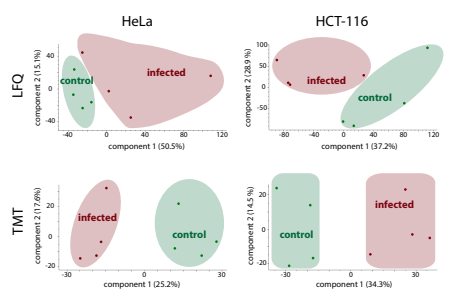 HeLa
HCT-116
LFQ
component 2 (15.1%)
40
0
-40
control
infected
-40 0 40 80 120
component 1 (50.5%)
component 2 (28.9 %)
100
50
0
-50
infected
control
-80 -40 0 40 80 120
component 1 (37.2%)
TMT
component 2 (17.6%)
20
0
-20
infected
control
-30 0 30
component 1 (25.2%)
component 2 (14.5 %)
20
0
-20
control
infected
-30 0 30
component 1 (34.3%)